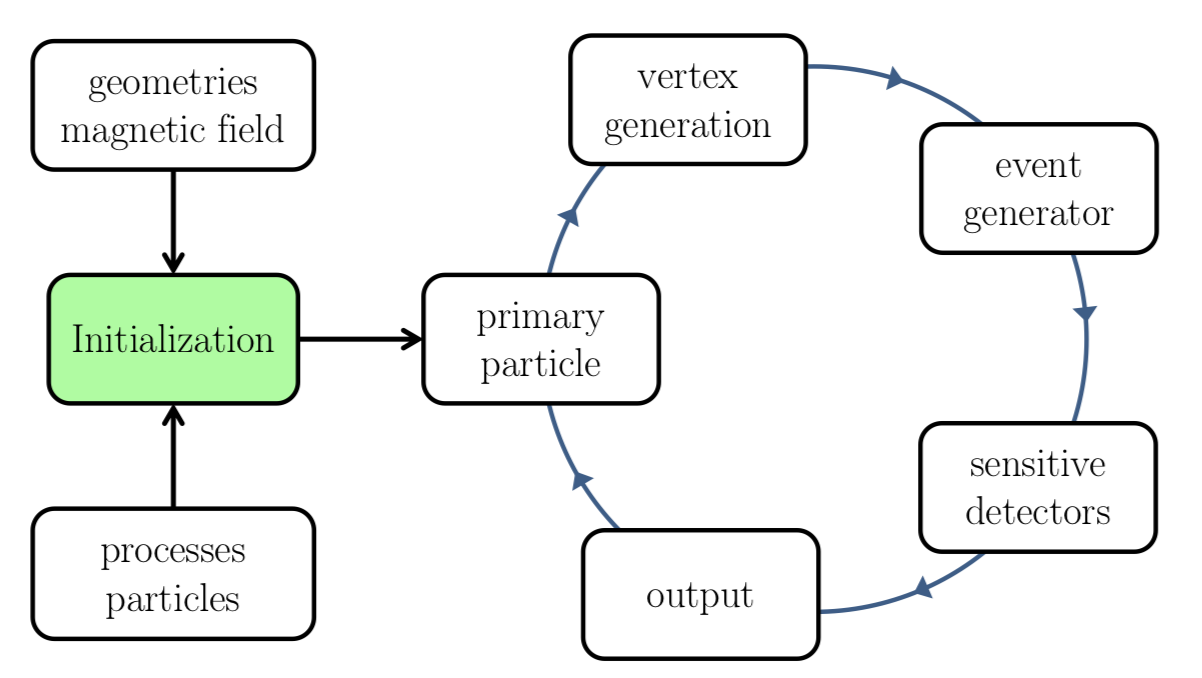 geometries
magnetic field
Initialization
processes
particles
primary
particle
vertex
generation
event
generator
sensitive
detectors
output